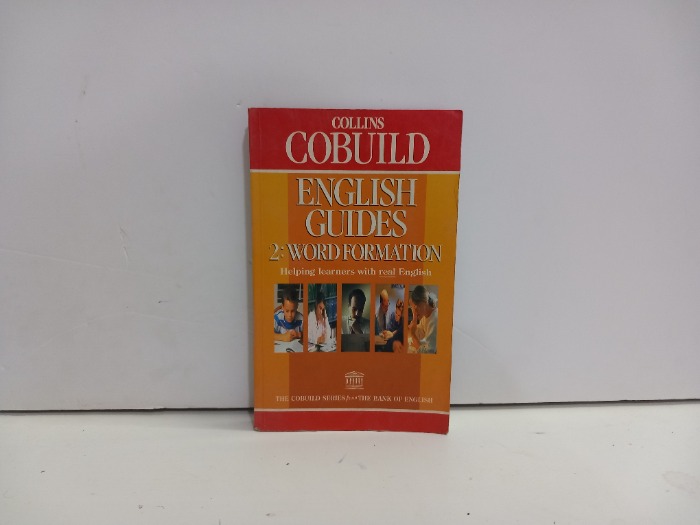 COLLINS
COBUILD
ENGLISH
GUIDES
2: WORD FORMATION
Helping learners with real English
THE COBUILD SERIES THE BANK OF ENGLISH